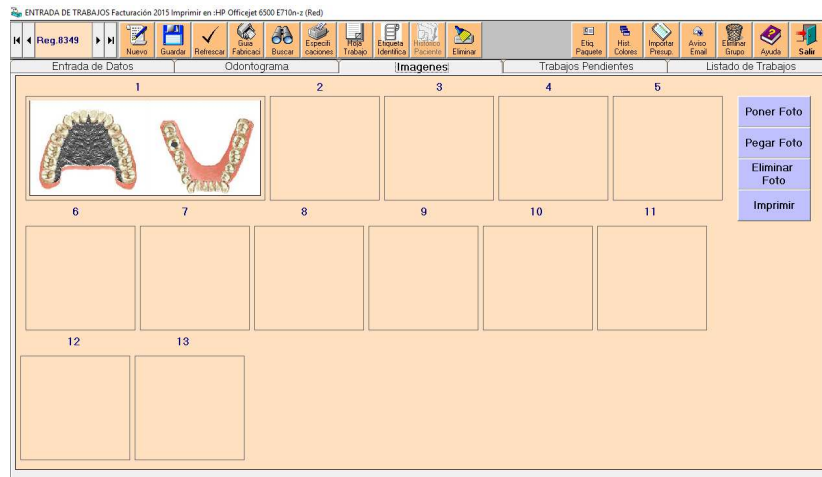 ENTRADA DE TRABAJOS Facturación 2015 Imprimir en :HP Officejet 6500 E710n-z (Red)
Reg.8349
Nuevo
Guardar
Refrescar
Guia
Fabricaci
Buscar
Especifi
caciones
Hoja
Trabajo
Etiqueta
Identifica
Histórico
Paciente
Eliminar
Etiq.
Paquete
Hist.
Colores
Importar
Presup.
Aviso
Email
Eliminar
Grupo
Ayuda
Salir
Entrada de Datos
Odontograma
Imagenes
Trabajos Pendientes
Listado de Trabajos
1 2 3 4 5
Poner Foto
Pegar Foto
Eliminar
Foto
Imprimir
6 7 8 9 10 11
12 13